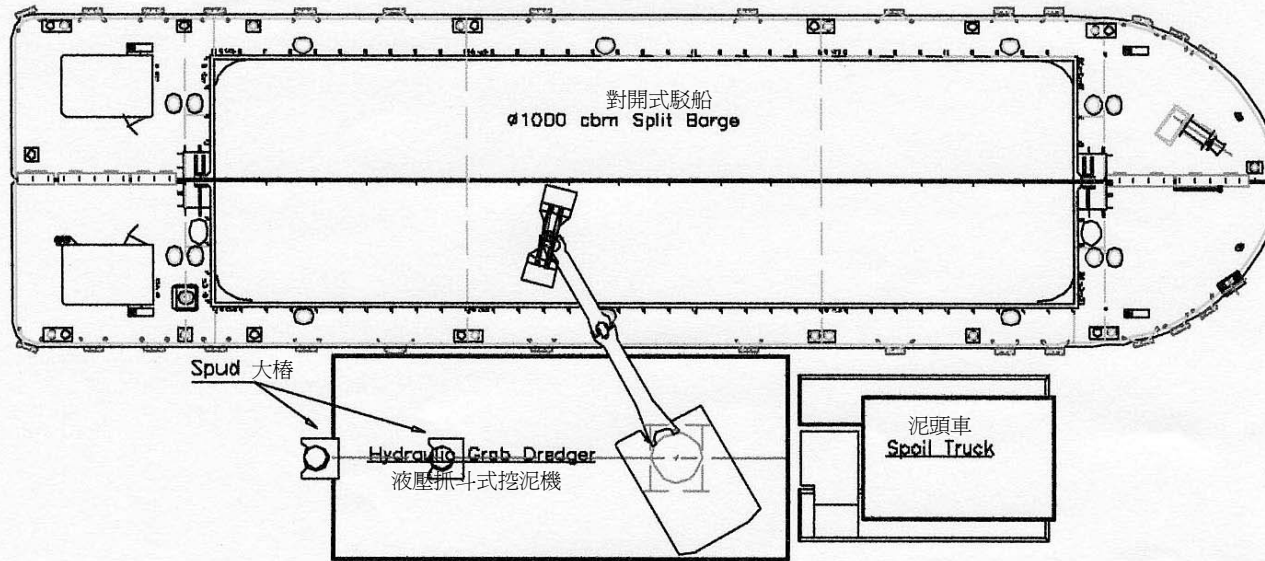 對開式駁船
ø1000 cbm Split Barge
Spud 大樁
Hydraulic Grab Dredger
液壓抓斗式挖泥機
泥頭車
Spoil Truck